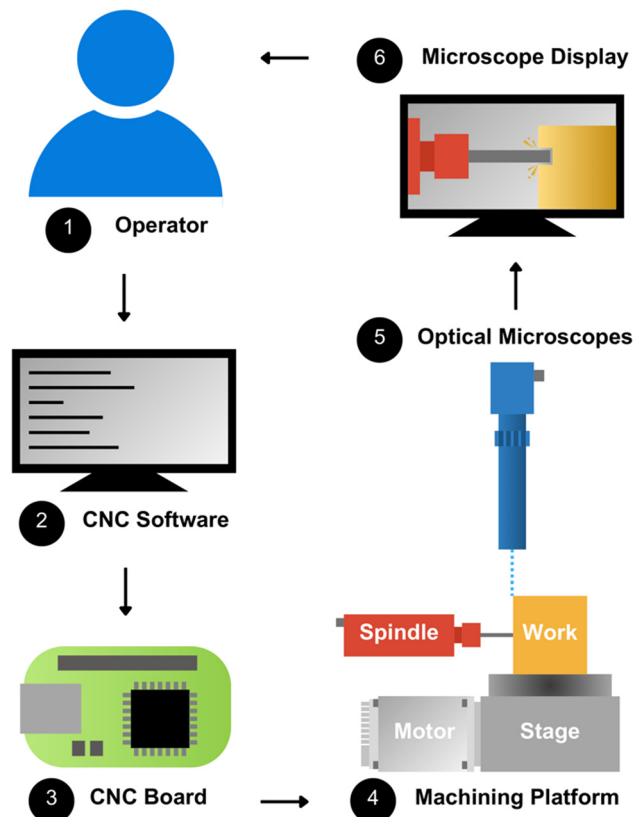 1 Operator
2 CNC Software
3 CNC Board
4 Machining Platform
Spindle
Work
Motor
Stage
5 Optical Microscopes
6 Microscope Display